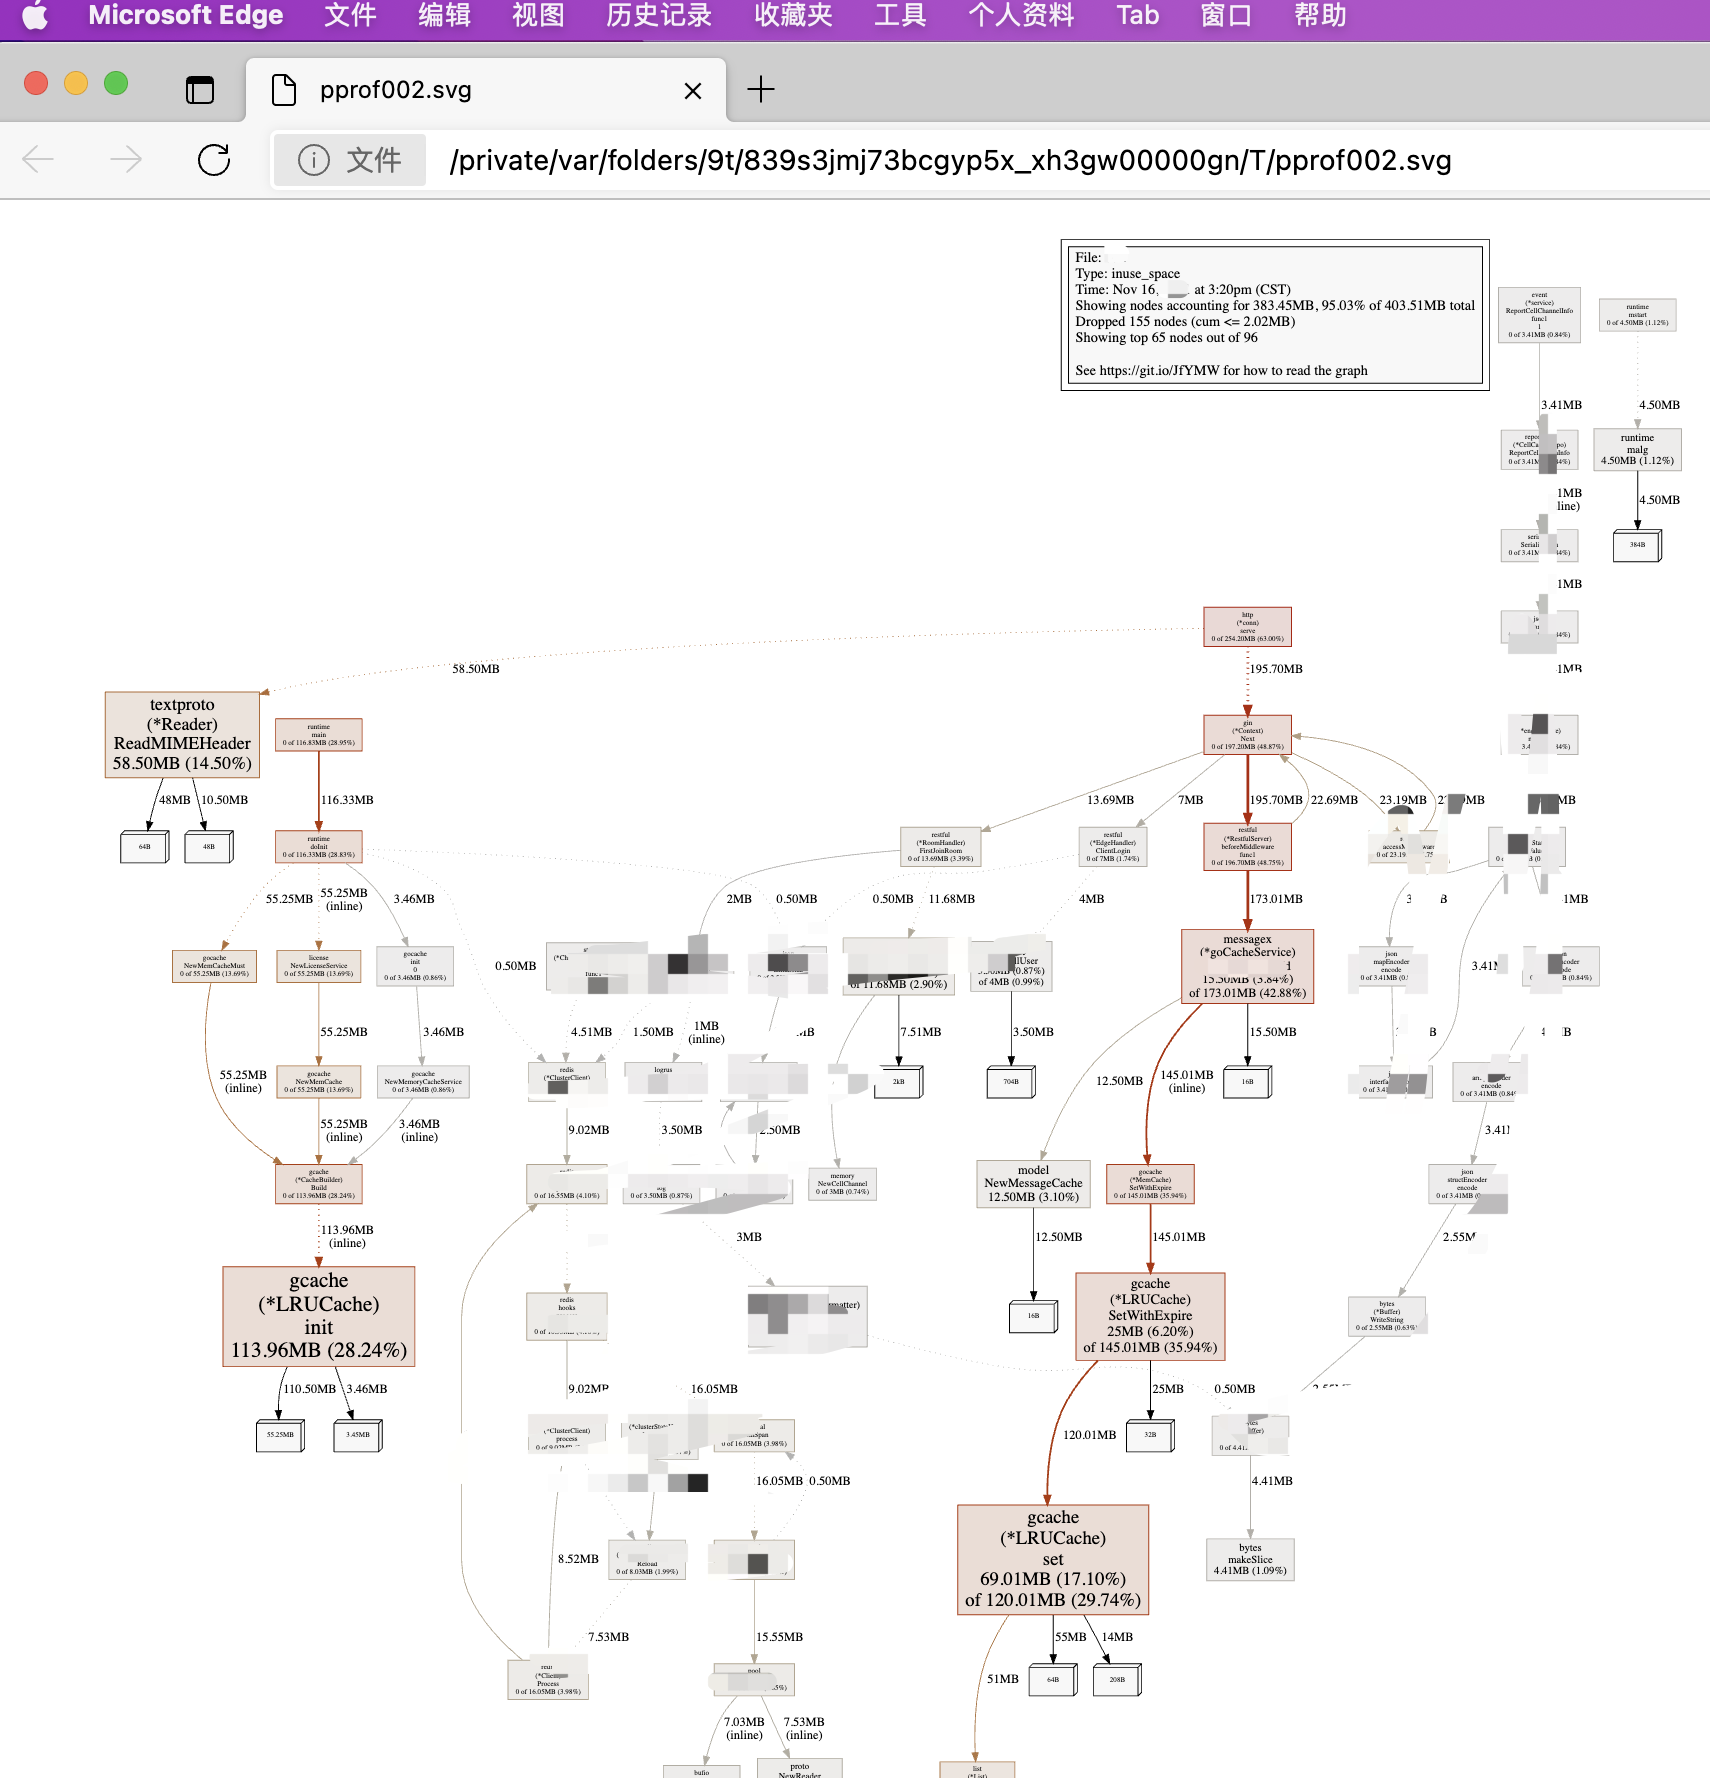 Microsoft Edge 文件 编辑 视图 历史记录 收藏夹 工具 个人资料 Tab 窗口 帮助
pprof002.svg
文件 /private/var/folders/9t/839s3jmj73bcgyp5x_xh3gw00000gn/T/pprof002.svg
File:
Type: inuse_space
Time: Nov 16, at 3:20pm (CST)
Showing nodes accounting for 383.45MB, 95.03% of 403.51MB total
Dropped 155 nodes (cum <= 2.02MB)
Showing top 65 nodes out of 96
See https://git.io/JfYMW for how to read the graph
event
(*service)
ReportCellChannelInfo
func1
1
0 of 3.41MB (0.84%)
runtime
mstart
0 of 4.50MB (1.12%)
3.41MB
4.50MB
runtime
malg
4.50MB (1.12%)
4.50MB
384B
http
(*conn)
serve
0 of 254.20MB (63.00%)
58.50MB
195.70MB
textproto
(*Reader)
ReadMIMEHeader
58.50MB (14.50%)
runtime
main
0 of 116.83MB (28.95%)
gin
(*Context)
Next
0 of 197.20MB (48.87%)
48MB
10.50MB
116.33MB
13.69MB
7MB
195.70MB
22.69MB
23.19MB
64B
48B
runtime
doInit
0 of 116.33MB (28.83%)
restful
(*RoomHandler)
FirstJoinRoom
0 of 13.69MB (3.39%)
restful
(*EdgeHandler)
ClientLogin
0 of 7MB (1.74%)
restful
(*RestfulServer)
beforeMiddleware
func1
0 of 196.70MB (48.75%)
55.25MB
55.25MB
(inline)
3.46MB
2MB
0.50MB
0.50MB
11.68MB
4MB
173.01MB
gocache
NewMemCacheMust
0 of 55.25MB (13.69%)
license
NewLicenseService
0 of 55.25MB (13.69%)
gocache
init
0
0 of 3.46MB (0.86%)
0.50MB
of 11.68MB (2.90%)
of 4MB (0.99%)
messagex
(*goCacheService)
of 173.01MB (42.88%)
json
mapEncoder
encode
55.25MB
3.46MB
4.51MB
1.50MB
1MB
(inline)
7.51MB
3.50MB
15.50MB
55.25MB
(inline)
gocache
NewMemCache
0 of 55.25MB (13.69%)
gocache
NewMemoryCacheService
0 of 3.46MB (0.86%)
redis
(*ClusterClient)
logrus
2kB
704B
12.50MB
145.01MB
(inline)
16B
encode
55.25MB
(inline)
3.46MB
(inline)
9.02MB
3.50MB
2.50MB
gcache
(*CacheBuilder)
Build
0 of 113.96MB (28.24%)
0 of 16.55MB (4.10%)
0 of 3.50MB (0.87%)
memory
NewCellChannel
0 of 3MB (0.74%)
model
NewMessageCache
12.50MB (3.10%)
gocache
(*MemCache)
SetWithExpire
0 of 145.01MB (35.94%)
json
structEncoder
encode
113.96MB
(inline)
3MB
12.50MB
145.01MB
gcache
(*LRUCache)
init
113.96MB (28.24%)
redis
hooks
16B
gcache
(*LRUCache)
SetWithExpire
25MB (6.20%)
of 145.01MB (35.94%)
bytes
(*Buffer)
WriteString
0 of 2.55MB (0.63%)
110.50MB
3.46MB
16.05MB
25MB
0.50MB
55.25MB
3.45MB
(*ClusterClient)
process
0 of 16.05MB (3.98%)
120.01MB
32B
16.05MB
0.50MB
4.41MB
gcache
(*LRUCache)
set
69.01MB (17.10%)
of 120.01MB (29.74%)
8.52MB
Reload
0 of 8.03MB (1.99%)
bytes
makeSlice
4.41MB (1.09%)
7.53MB
15.55MB
51MB
55MB
14MB
Process
0 of 16.05MB (3.98%)
pool
64B
208B
7.03MB
(inline)
7.53MB
(inline)
bufio
proto
NewReader
list
(*List)